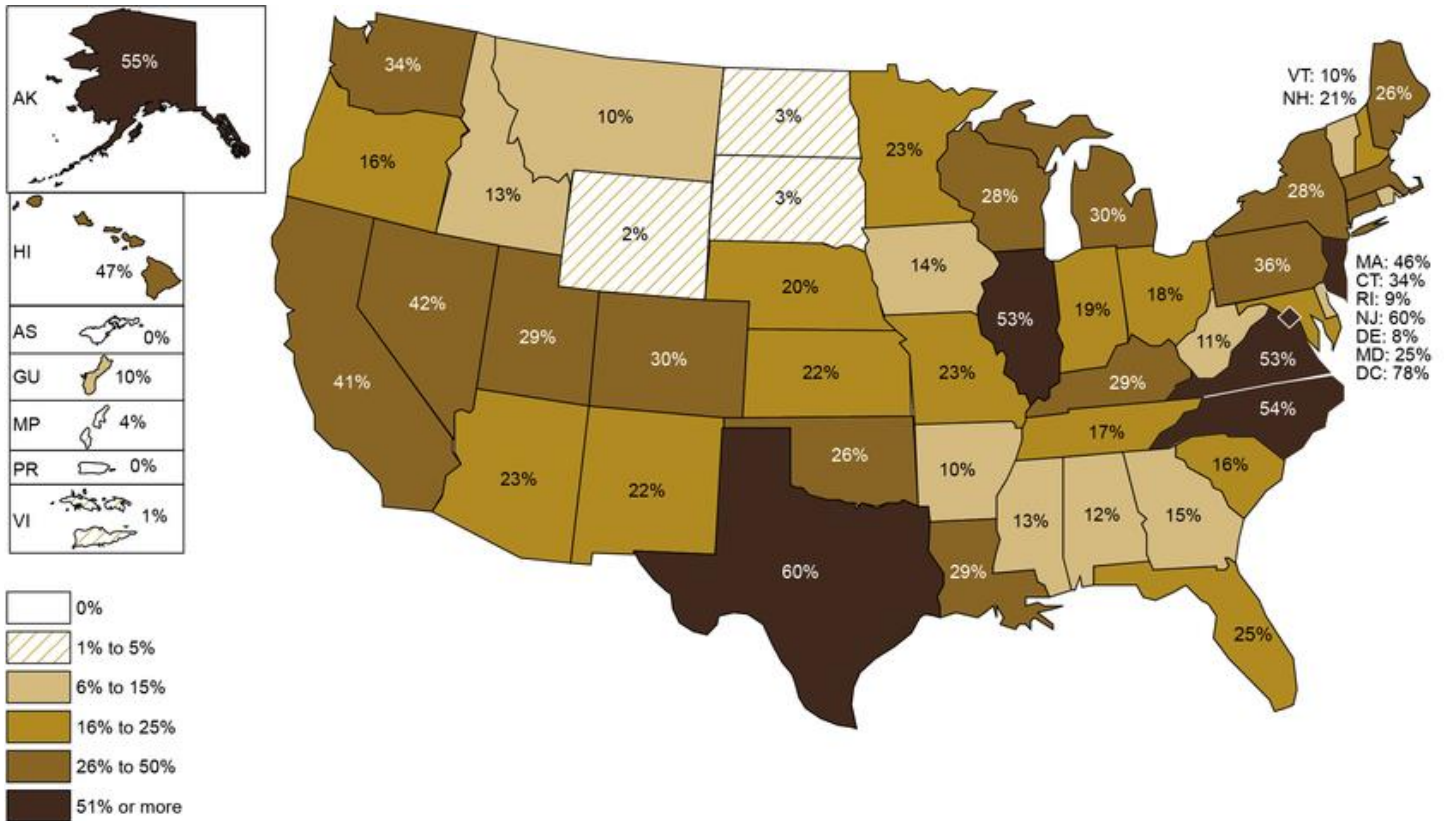 AK
55%
HI
47%
AS
0%
GU
10%
MP
4%
PR
0%
VI
1%
0%
1% to 5%
6% to 15%
16% to 25%
26% to 50%
51% or more
34%
10%
3%
23%
VT: 10%
NH: 21%
26%
16%
13%
3%
28%
30%
28%
2%
14%
36%
MA: 46%
CT: 34%
RI: 9%
NJ: 60%
DE: 8%
MD: 25%
DC: 78%
42%
29%
30%
20%
53%
19%
18%
11%
53%
41%
22%
23%
29%
54%
23%
22%
26%
10%
17%
16%
13%
12%
15%
60%
29%
25%